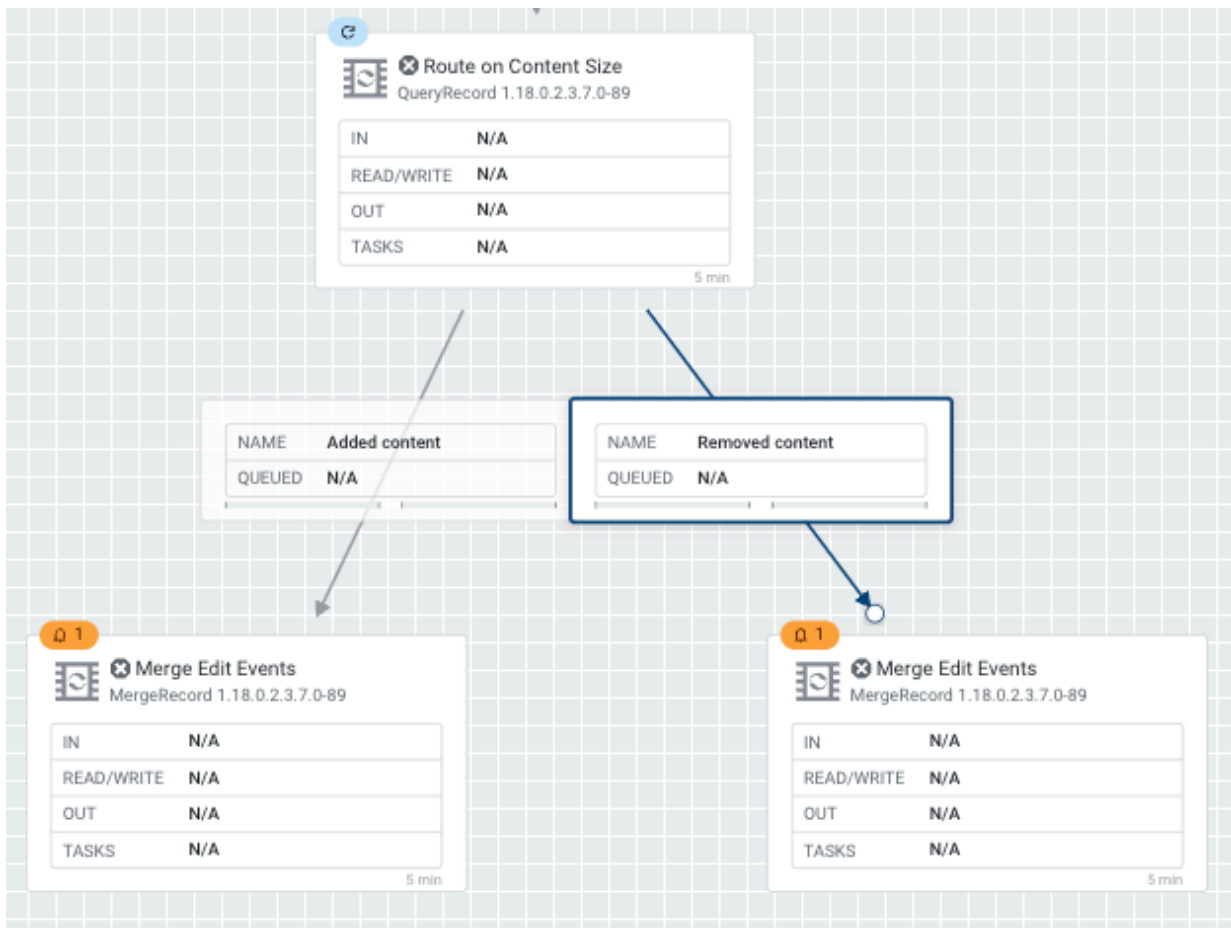 Route on Content Size
QueryRecord 1.18.0.2.3.7.0-89
IN N/A
READ/WRITE N/A
OUT N/A
TASKS N/A
5 min
NAME Added content
QUEUED N/A
NAME Removed content
QUEUED N/A
1
Merge Edit Events
MergeRecord 1.18.0.2.3.7.0-89
IN N/A
READ/WRITE N/A
OUT N/A
TASKS N/A
5 min
1
Merge Edit Events
MergeRecord 1.18.0.2.3.7.0-89
IN N/A
READ/WRITE N/A
OUT N/A
TASKS N/A
5 min